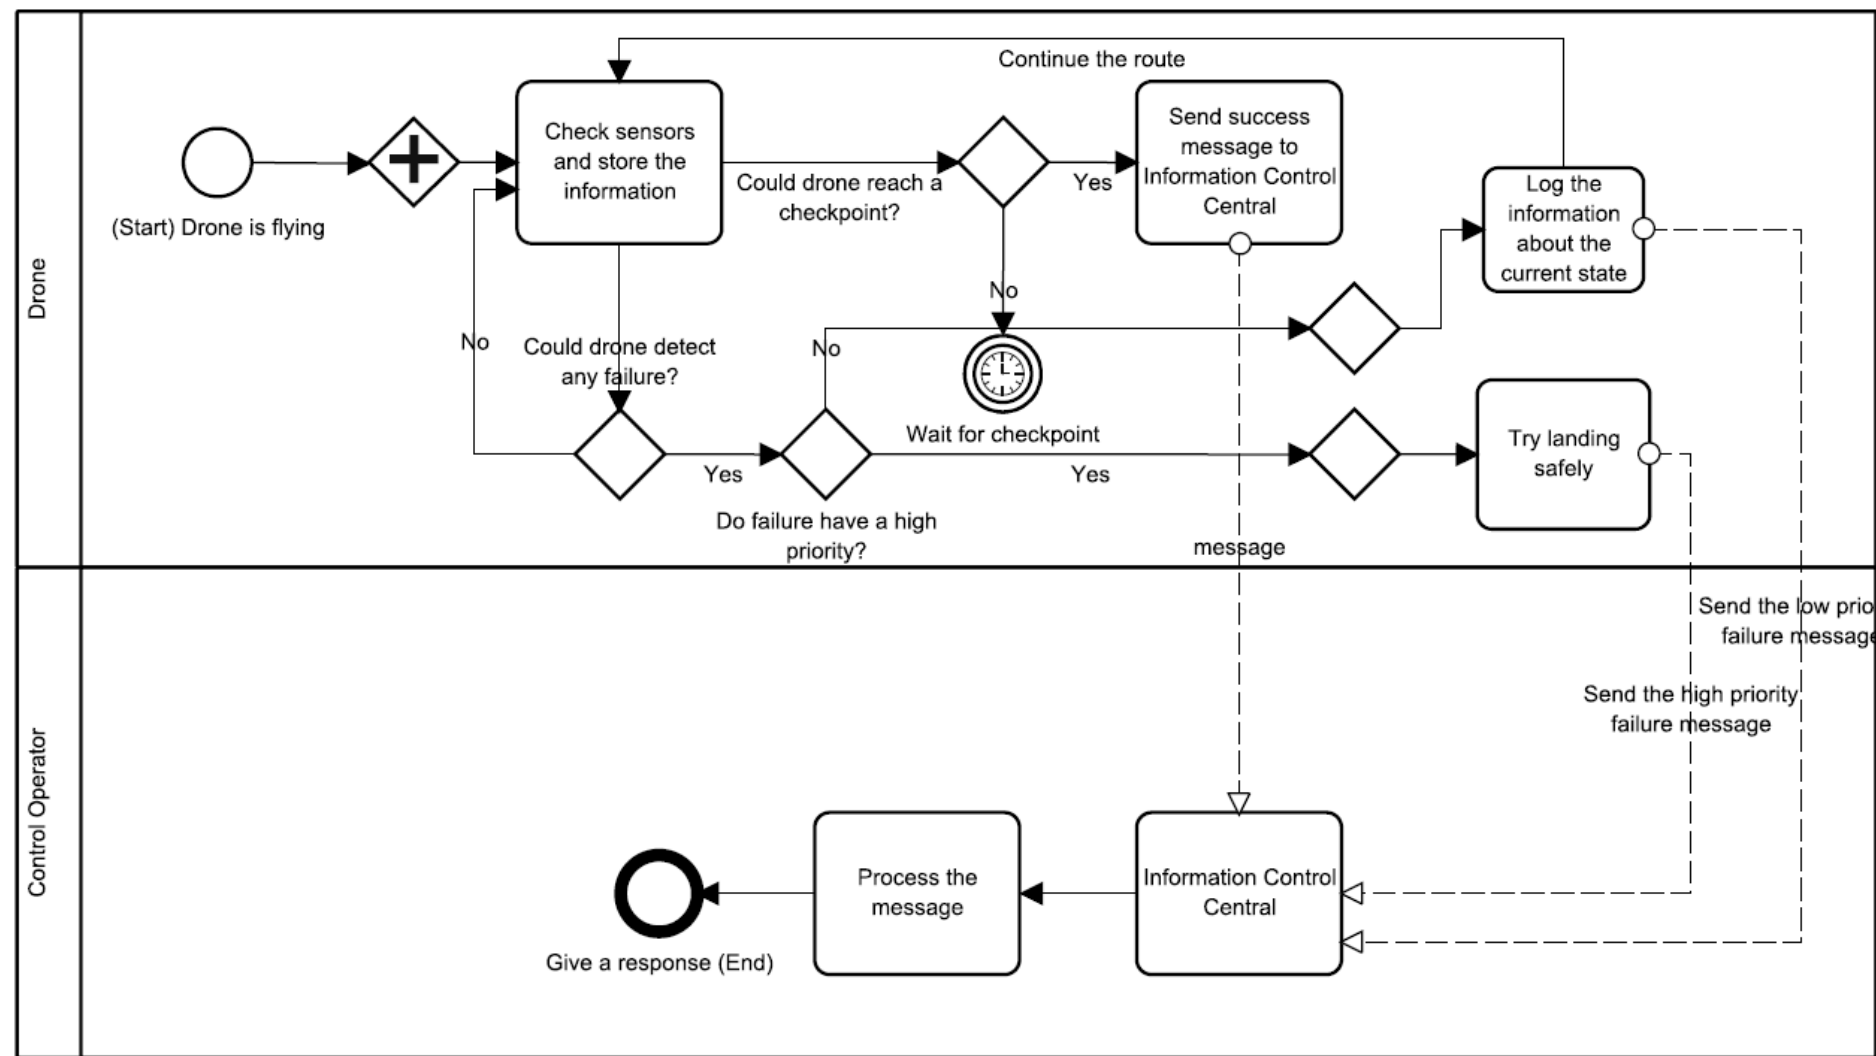 Continue the route
Check sensors
and store the
information
Send success
message to
Information Control
Central
Could drone reach a
checkpoint?
Yes
Log the
information
about the
current state
(Start) Drone is flying
Drone
No
No
Could drone detect
any failure?
No
Wait for checkpoint
Yes
Yes
Try landing
safely
Do failure have a high
priority?
message
Send the low
failure message
Send the high priority
failure message
Control Operator
Process the
message
Information Control
Central
Give a response (End)